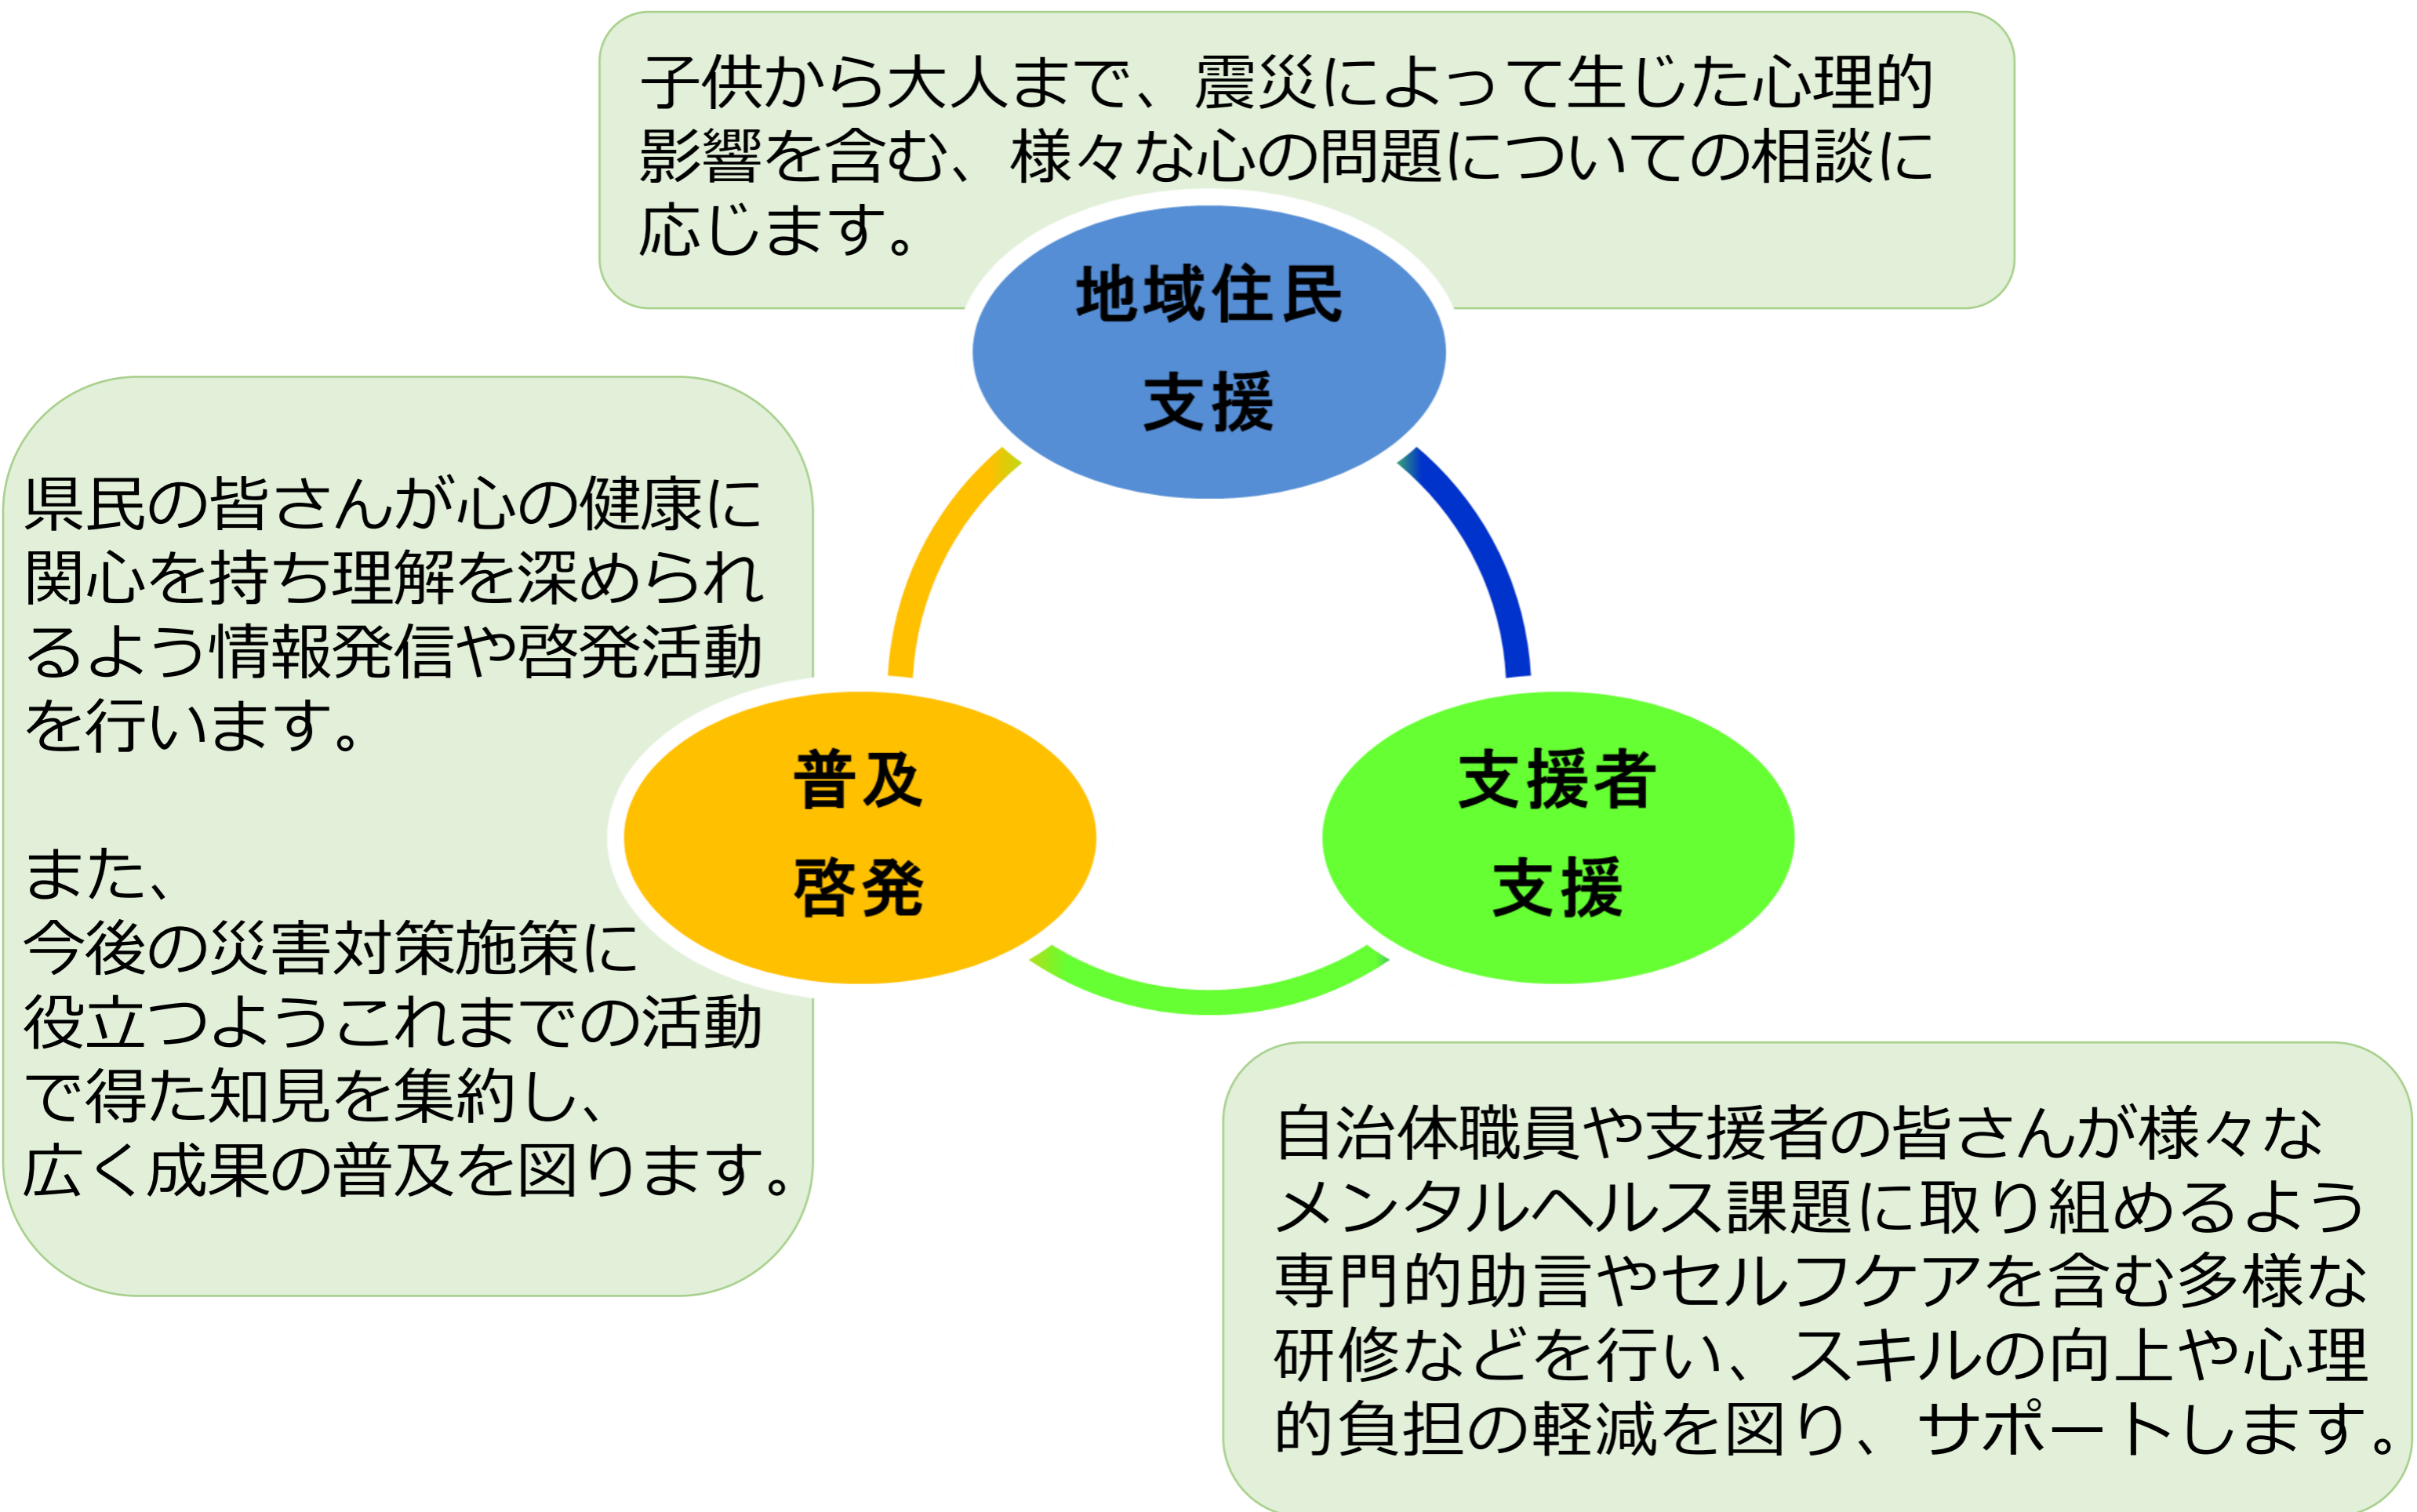 子供から大人まで、震災によって生じた心理的
影響を含む、様々な心の問題についての相談に
応じます。
地域住民
支援
県民の皆さんが心の健康に
関心を持ち理解を深められ
るよう情報発信や啓発活動
を行います。
また、
今後の災害対策施策に
役立つようこれまでの活動
で得た知見を集約し、
広く成果の普及を図ります。
普及
啓発
支援者
支援
自治体職員や支援者の皆さんが様々な
メンタルヘルス課題に取り組めるよう
専門的助言やセルフケアを含む多様な
研修などを行い、スキルの向上や心理
的負担の軽減を図り、サポートします。